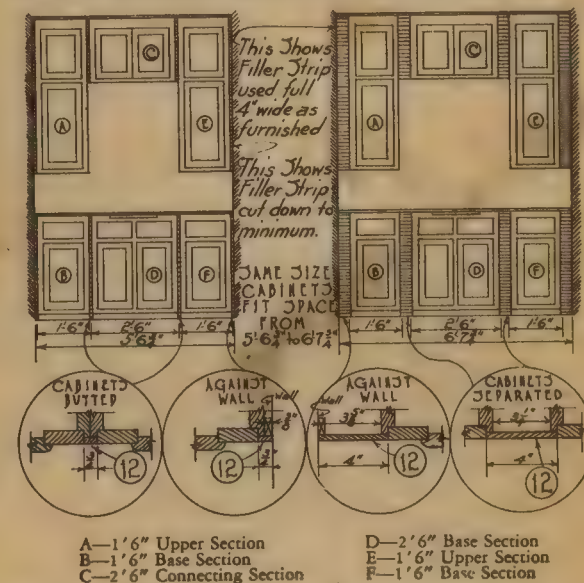 C
A
E
B
D
F
1'6"
2'6"
1'6"
5'6¾"
This Shows
Filler Strip
used full
4" wide as
furnished
This Shows
Filler Strip
cut down to
minimum.
SAME SIZE
CABINETS
FIT SPACE
FROM
5'6¾" to 6'7¾"
C
A
E
B
D
F
1'6"
2'6"
1'6"
6'7¾"
CABINETS
BUTTED
12
AGAINST
WALL
Wall
12
AGAINST
WALL
Wall
3⅝"
4"
12
CABINETS
SEPARATED
4"
12
A—1'6" Upper Section
B—1'6" Base Section
C—2'6" Connecting Section
D—2'6" Base Section
E—1'6" Upper Section
F—1'6" Base Section